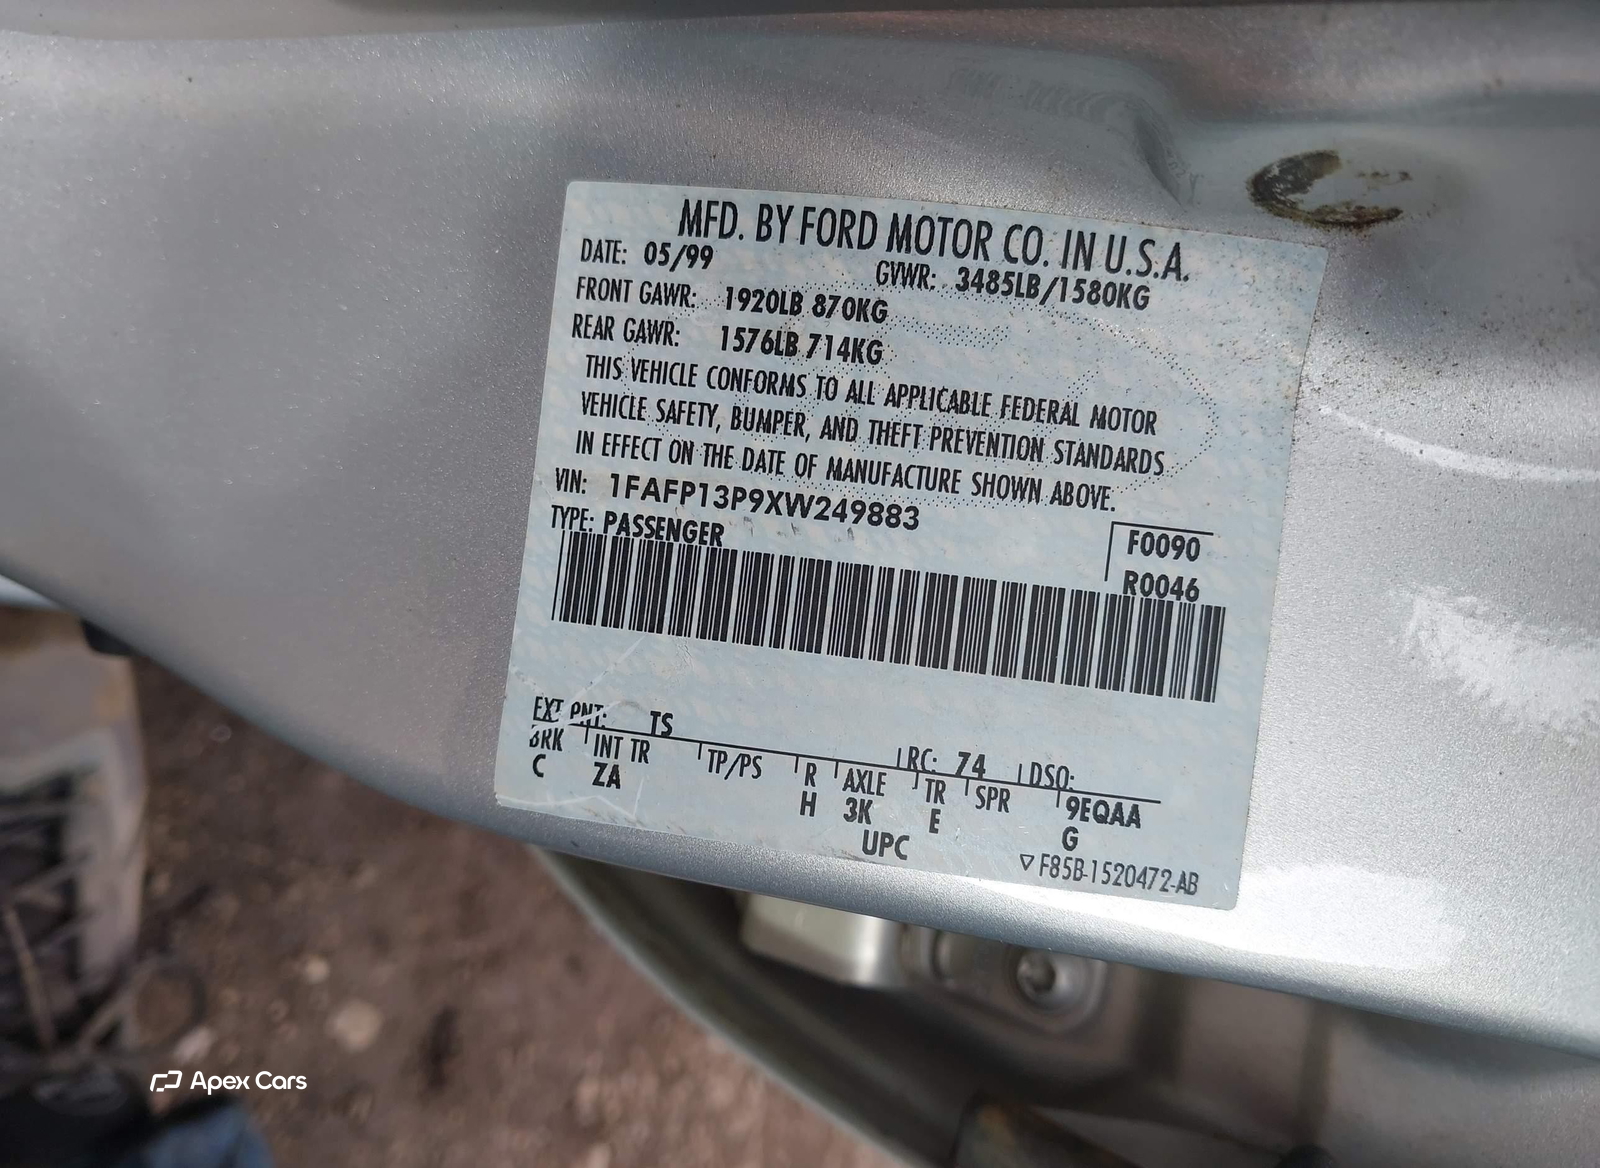 MFD. BY FORD MOTOR CO. IN U.S.A.
DATE: 05/99 GVWR: 3485LB/1580KG
FRONT GAWR: 1920LB 870KG
REAR GAWR: 1576LB 714KG
THIS VEHICLE CONFORMS TO ALL APPLICABLE FEDERAL MOTOR
VEHICLE SAFETY, BUMPER, AND THEFT PREVENTION STANDARDS
IN EFFECT ON THE DATE OF MANUFACTURE SHOWN ABOVE.
VIN: 1FAFP13P9XW249883
TYPE: PASSENGER F0090
R0046
EXT PNT: TS RC: 74 DSO:
BRK INT TR TP/PS R AXLE TR SPR 9EQAA
C ZA H 3K E G
UPC
▽ F85B-1520472-AB
Apex Cars